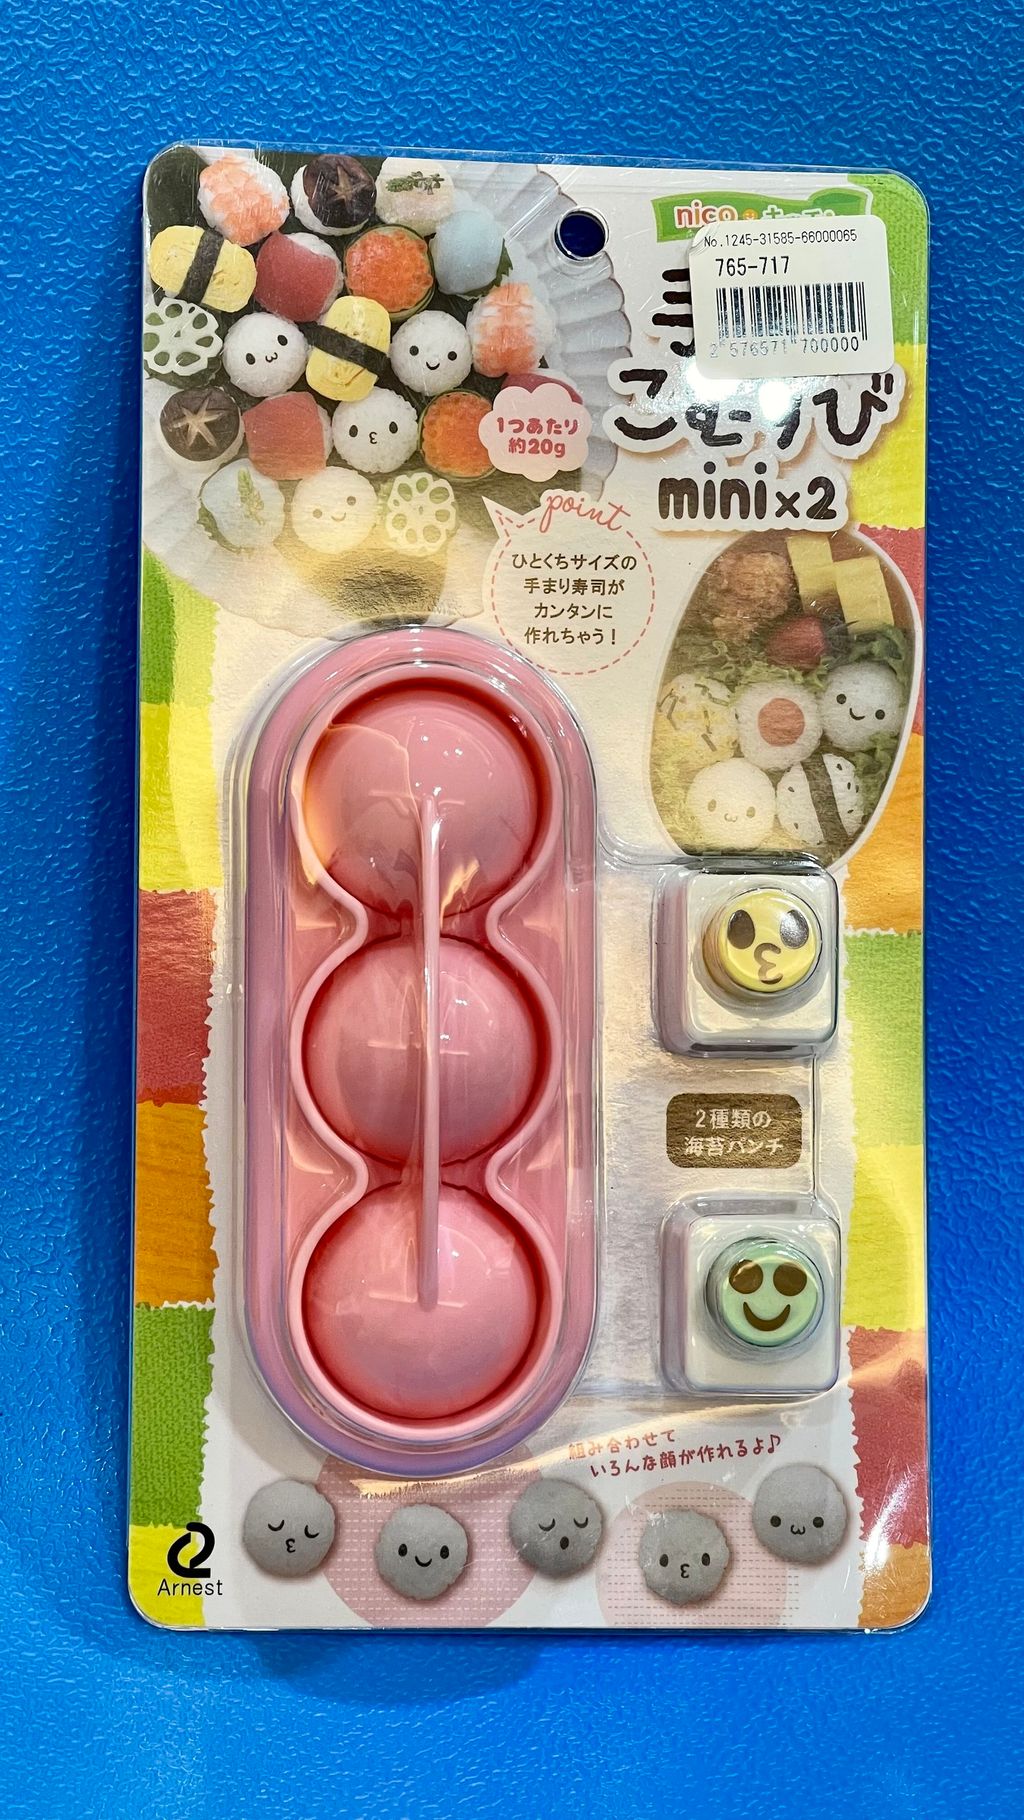 nico
No.1245-31585-66000065
765-717
2 576571 700000
こむすび
mini×2
1つあたり
約20g
point
ひとくちサイズの
手まり寿司が
カンタンに
作れちゃう!
2種類の
海苔パンチ
組み合わせて
いろんな顔が作れるよ♪
Arnest